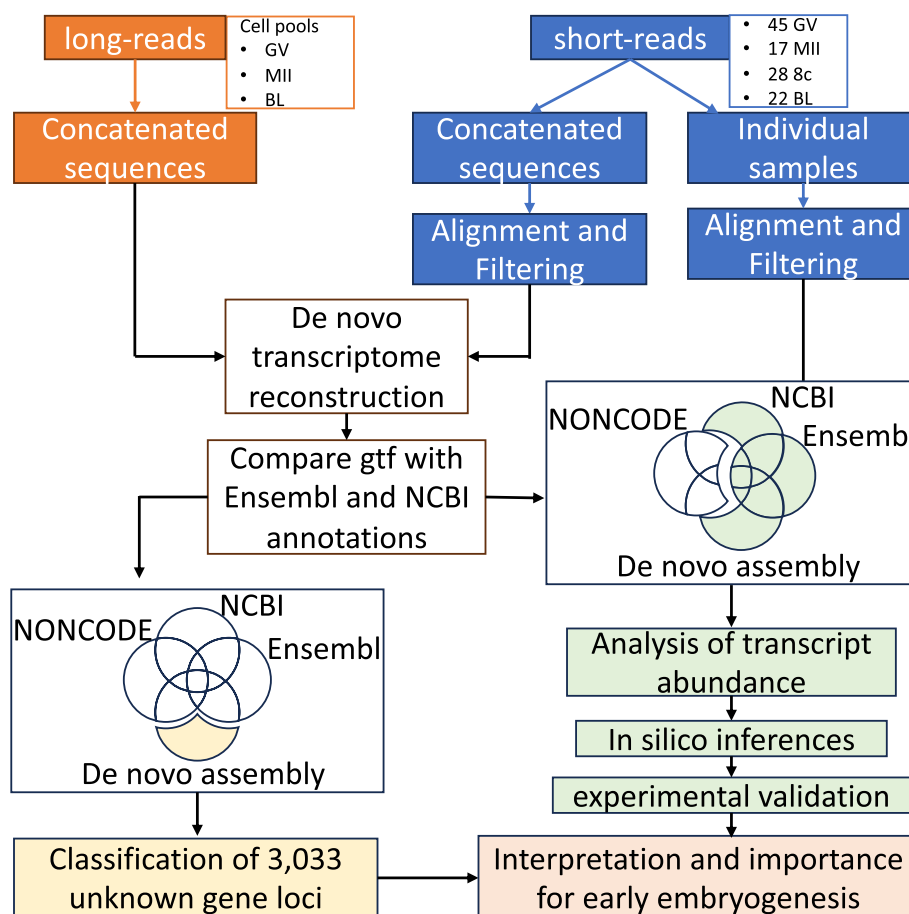 long-reads
Cell pools
• GV
• MII
• BL
short-reads
• 45 GV
• 17 MII
• 28 8c
• 22 BL
Concatenated
sequences
Concatenated
sequences
Individual
samples
Alignment and
Filtering
Alignment and
Filtering
De novo
transcriptome
reconstruction
Compare gtf with
Ensembl and NCBI
annotations
NCBI
NONCODE
Ensemb
De novo assembly
NCBI
NONCODE
Ensembl
De novo assembly
Analysis of transcript
abundance
In silico inferences
experimental validation
Classification of 3,033
unknown gene loci
Interpretation and importance
for early embryogenesis